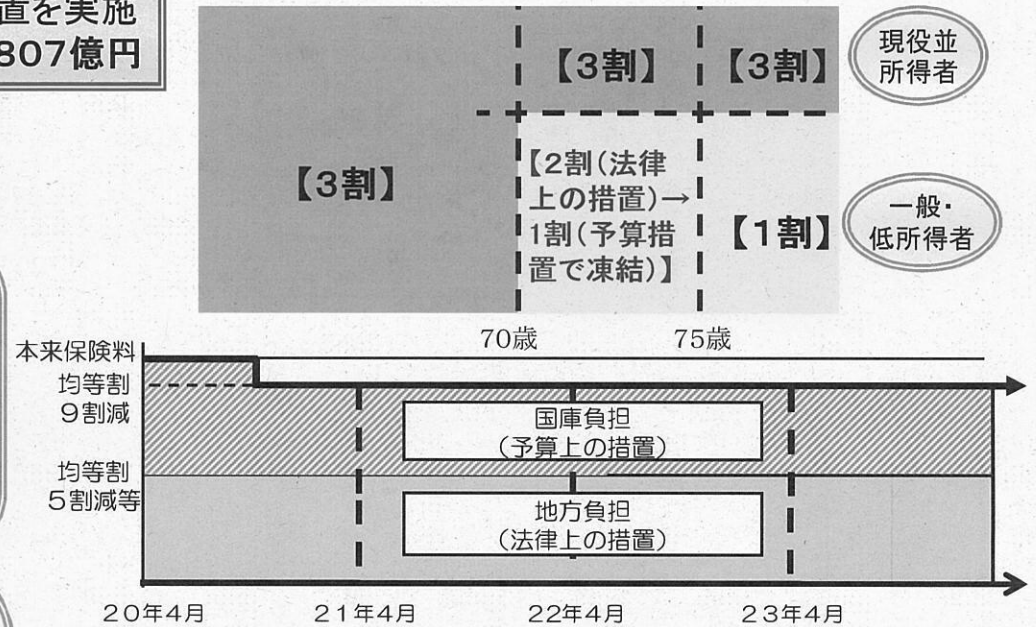 置を実施
807億円
【3割】
【3割】
現役並
所得者
【3割】
【2割(法律
上の措置)→
1割(予算措
置で凍結)】
【1割】
一般・
低所得者
70歳
75歳
本来保険料
均等割
9割減
国庫負担
(予算上の措置)
均等割
5割減等
地方負担
(法律上の措置)
20年4月
21年4月
22年4月
23年4月